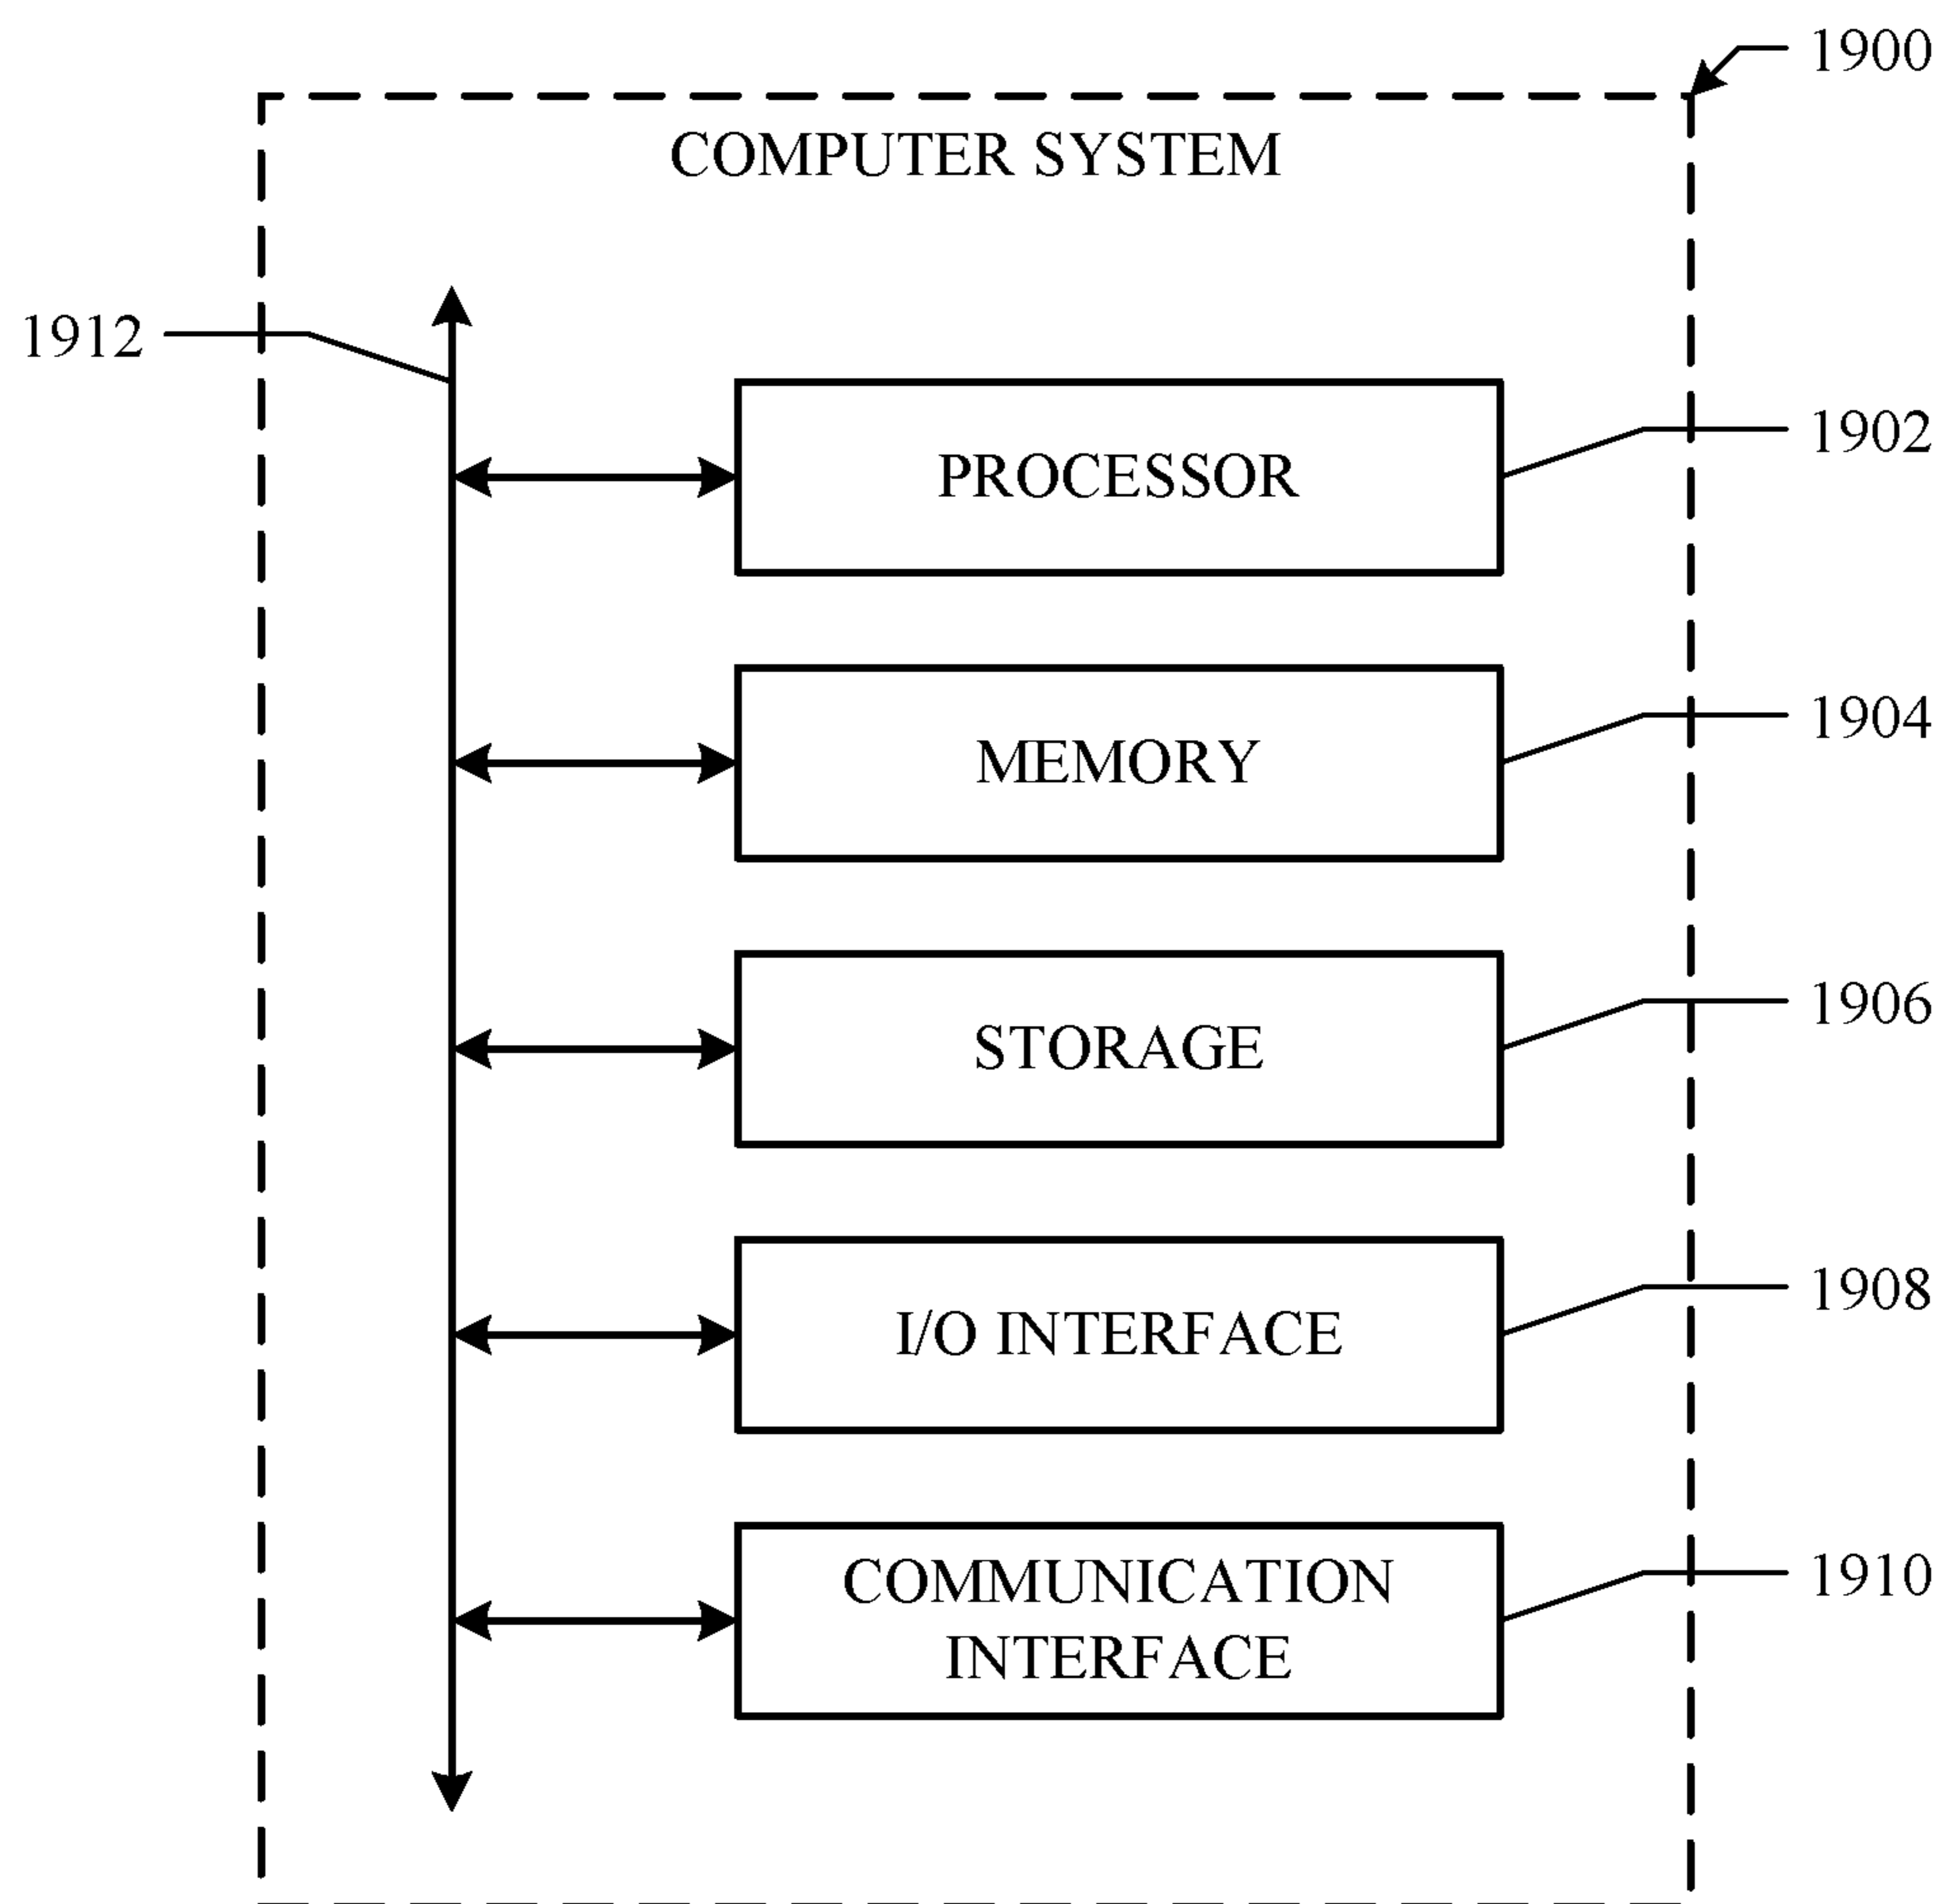 1900
COMPUTER SYSTEM
1912
1902
PROCESSOR
1904
MEMORY
1906
STORAGE
1908
I/O INTERFACE
1910
COMMUNICATION
INTERFACE